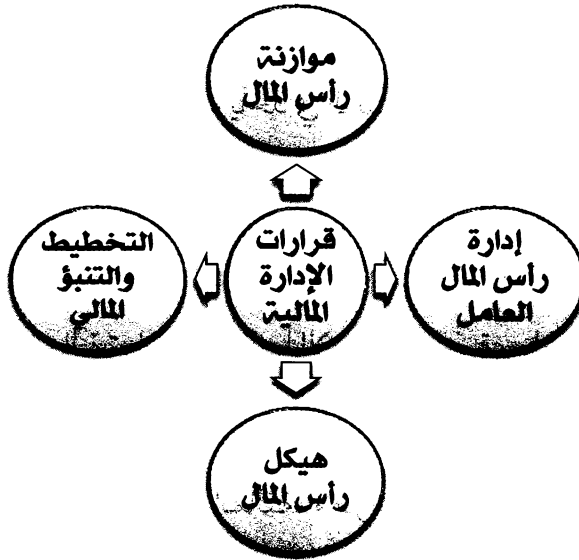 موازنة
رأس المال
إدارة
رأس المال
العامل
قرارات
الإدارة
المالية
التخطيط
والتنبؤ
المالي
هيكل
رأس المال